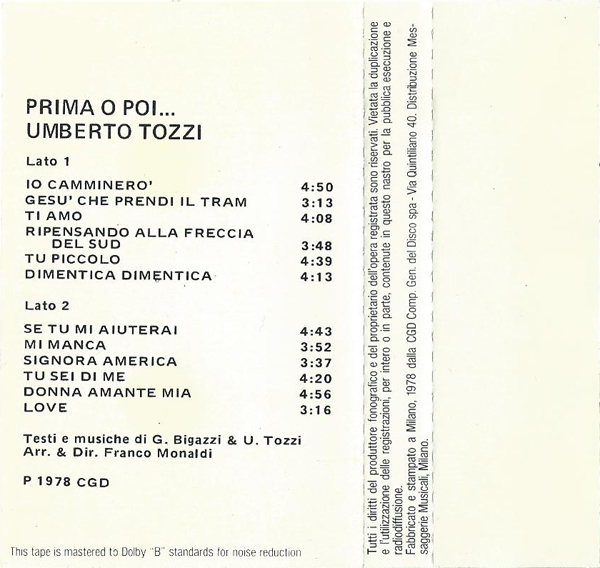 PRIMA O POI...
UMBERTO TOZZI
Lato 1
IO CAMMINERO' 4:50
GESU' CHE PRENDI IL TRAM 3:13
TI AMO 4:08
RIPENSANDO ALLA FRECCIA
DEL SUD 3:48
TU PICCOLO 4:39
DIMENTICA DIMENTICA 4:13
Lato 2
SE TU MI AIUTERAI 4:43
MI MANCA 3:52
SIGNORA AMERICA 3:37
TU SEI DI ME 4:20
DONNA AMANTE MIA 4:56
LOVE 3:16
Testi e musiche di G. Bigazzi & U. Tozzi
Arr. & Dir. Franco Monaldi
P 1978 CGD
This tape is mastered to Dolby "B" standards for noise reduction
Tutti i diritti del produttore fonografico e del proprietario dell'opera registrata sono riservati. Vietata la duplicazione
e l'utilizzazione delle registrazioni, per intero o in parte, contenute in questo nastro per la pubblica esecuzione e
radiodiffusione.
Fabbricato e stampato a Milano, 1978 dalla CGD Comp. Gen. del Disco spa - Via Quintiliano 40. Distribuzione Mes-
saggerie Musicali, Milano.